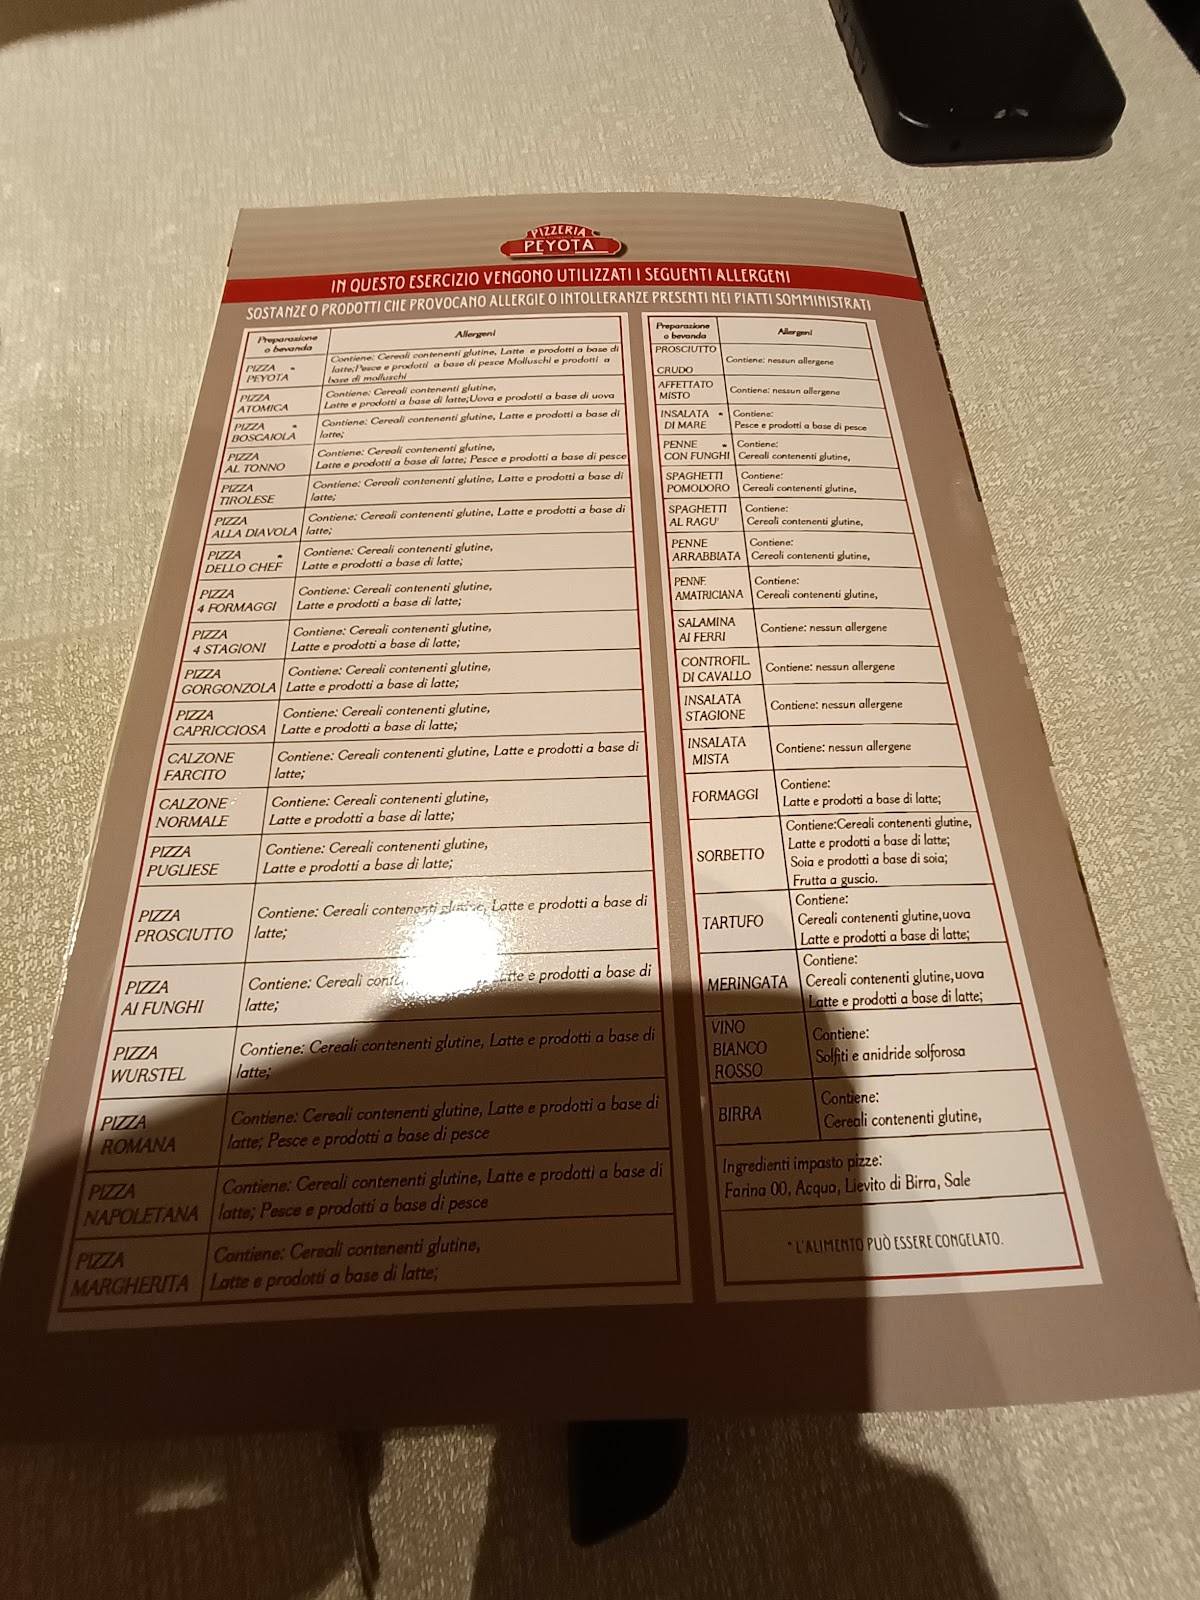 PIZZERIA
PEYOTA
IN QUESTO ESERCIZIO VENGONO UTILIZZATI I SEGUENTI ALLERGENI
SOSTANZE O PRODOTTI CHE PROVOCANO ALLERGIE O INTOLLERANZE PRESENTI NEI PIATTI SOMMINISTRATI
Preparazione
o bevanda
Allergeni
PIZZA *
PEYOTA
Contiene: Cereali contenenti glutine, Latte e prodotti a base di
latte;Pesce e prodotti a base di pesce Molluschi e prodotti a
base di molluschi
PIZZA
ATOMICA
Contiene: Cereali contenenti glutine,
Latte e prodotti a base di latte;Uova e prodotti a base di uova
PIZZA *
BOSCAIOLA
Contiene: Cereali contenenti glutine, Latte e prodotti a base di
latte;
PIZZA
AL TONNO
Contiene: Cereali contenenti glutine,
Latte e prodotti a base di latte; Pesce e prodotti a base di pesce
PIZZA
TIROLESE
Contiene: Cereali contenenti glutine, Latte e prodotti a base di
latte;
PIZZA
ALLA DIAVOLA
Contiene: Cereali contenenti glutine, Latte e prodotti a base di
latte;
PIZZA *
DELLO CHEF
Contiene: Cereali contenenti glutine,
Latte e prodotti a base di latte;
PIZZA
4 FORMAGGI
Contiene: Cereali contenenti glutine,
Latte e prodotti a base di latte;
PIZZA
4 STAGIONI
Contiene: Cereali contenenti glutine,
Latte e prodotti a base di latte;
PIZZA
GORGONZOLA
Contiene: Cereali contenenti glutine,
Latte e prodotti a base di latte;
PIZZA
CAPRICCIOSA
Contiene: Cereali contenenti glutine,
Latte e prodotti a base di latte;
CALZONE
FARCITO
Contiene: Cereali contenenti glutine, Latte e prodotti a base di
latte;
CALZONE
NORMALE
Contiene: Cereali contenenti glutine,
Latte e prodotti a base di latte;
PIZZA
PUGLIESE
Contiene: Cereali contenenti glutine,
Latte e prodotti a base di latte;
PIZZA
PROSCIUTTO
Contiene: Cereali contenenti glutine, Latte e prodotti a base di
latte;
PIZZA
AI FUNGHI
Contiene: Cereali e prodotti a base di
latte;
PIZZA
WURSTEL
Contiene: Cereali contenenti glutine, Latte e prodotti a base di
latte;
PIZZA
ROMANA
Contiene: Cereali contenenti glutine, Latte e prodotti a base di
latte; Pesce e prodotti a base di pesce
PIZZA
NAPOLETANA
Contiene: Cereali contenenti glutine, Latte e prodotti a base di
latte; Pesce e prodotti a base di pesce
PIZZA
MARGHERITA
Contiene: Cereali contenenti glutine,
Latte e prodotti a base di latte;
Preparazione
o bevanda
Allergeni
PROSCIUTTO
CRUDO
Contiene: nessun allergene
AFFETTATO
MISTO
Contiene: nessun allergene
INSALATA *
DI MARE
Contiene:
Pesce e prodotti a base di pesce
PENNE *
CON FUNGHI
Contiene:
Cereali contenenti glutine,
SPAGHETTI
POMODORO
Contiene:
Cereali contenenti glutine,
SPAGHETTI
AL RAGU'
Contiene:
Cereali contenenti glutine,
PENNE
ARRABBIATA
Contiene:
Cereali contenenti glutine,
PENNE
AMATRICIANA
Contiene:
Cereali contenenti glutine,
SALAMINA
AI FERRI
Contiene: nessun allergene
CONTROFIL.
DI CAVALLO
Contiene: nessun allergene
INSALATA
STAGIONE
Contiene: nessun allergene
INSALATA
MISTA
Contiene: nessun allergene
FORMAGGI
Contiene:
Latte e prodotti a base di latte;
SORBETTO
Contiene:Cereali contenenti glutine,
Latte e prodotti a base di latte;
Soia e prodotti a base di soia;
Frutta a guscio.
TARTUFO
Contiene:
Cereali contenenti glutine,uova
Latte e prodotti a base di latte;
MERINGATA
Contiene:
Cereali contenenti glutine,uova
Latte e prodotti a base di latte;
VINO
BIANCO
ROSSO
Contiene:
Solfiti e anidride solforosa
BIRRA
Contiene:
Cereali contenenti glutine,
Ingredienti impasto pizze:
Farina 00, Acqua, Lievito di Birra, Sale
* L'ALIMENTO PUÒ ESSERE CONGELATO.